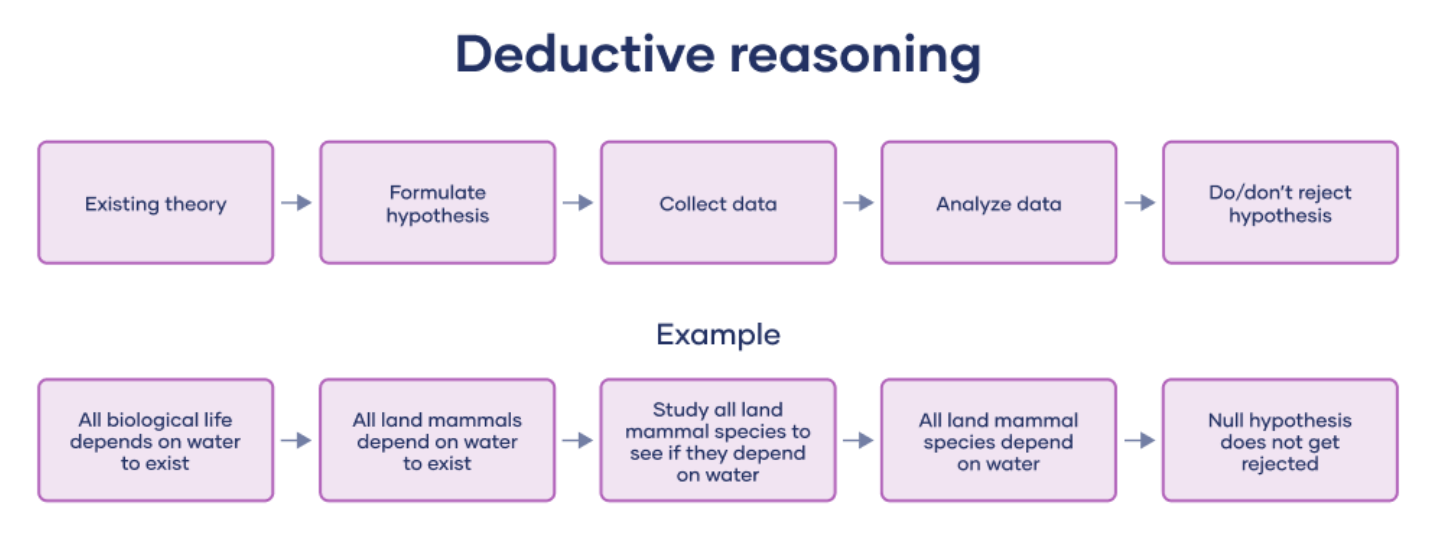 Deductive reasoning
Existing theory
Formulate
hypothesis
Collect data
Analyze data
Do/don't reject
hypothesis
Example
All biological life
depends on water
to exist
All land mammals
depend on water
to exist
Study all land
mammal species to
see if they depend
on water
All land mammal
species depend
on water
Null hypothesis
does not get
rejected